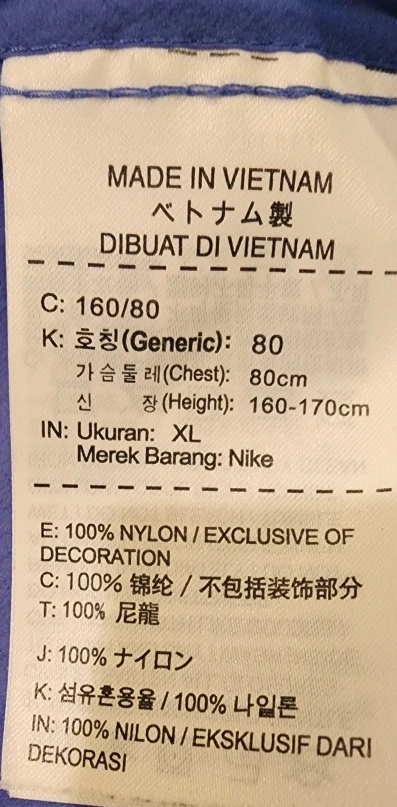 MADE IN VIETNAM
ベトナム製
DIBUAT DI VIETNAM
C: 160/80
K: 호칭(Generic): 80
가슴둘레(Chest): 80cm
신 장(Height): 160-170cm
IN: Ukuran: XL
Merek Barang: Nike
E: 100% NYLON / EXCLUSIVE OF
DECORATION
C: 100% 锦纶 / 不包括装饰部分
T: 100% 尼龍
J: 100% ナイロン
K: 섬유혼용율 / 100% 나일론
IN: 100% NILON / EKSKLUSIF DARI
DEKORASI